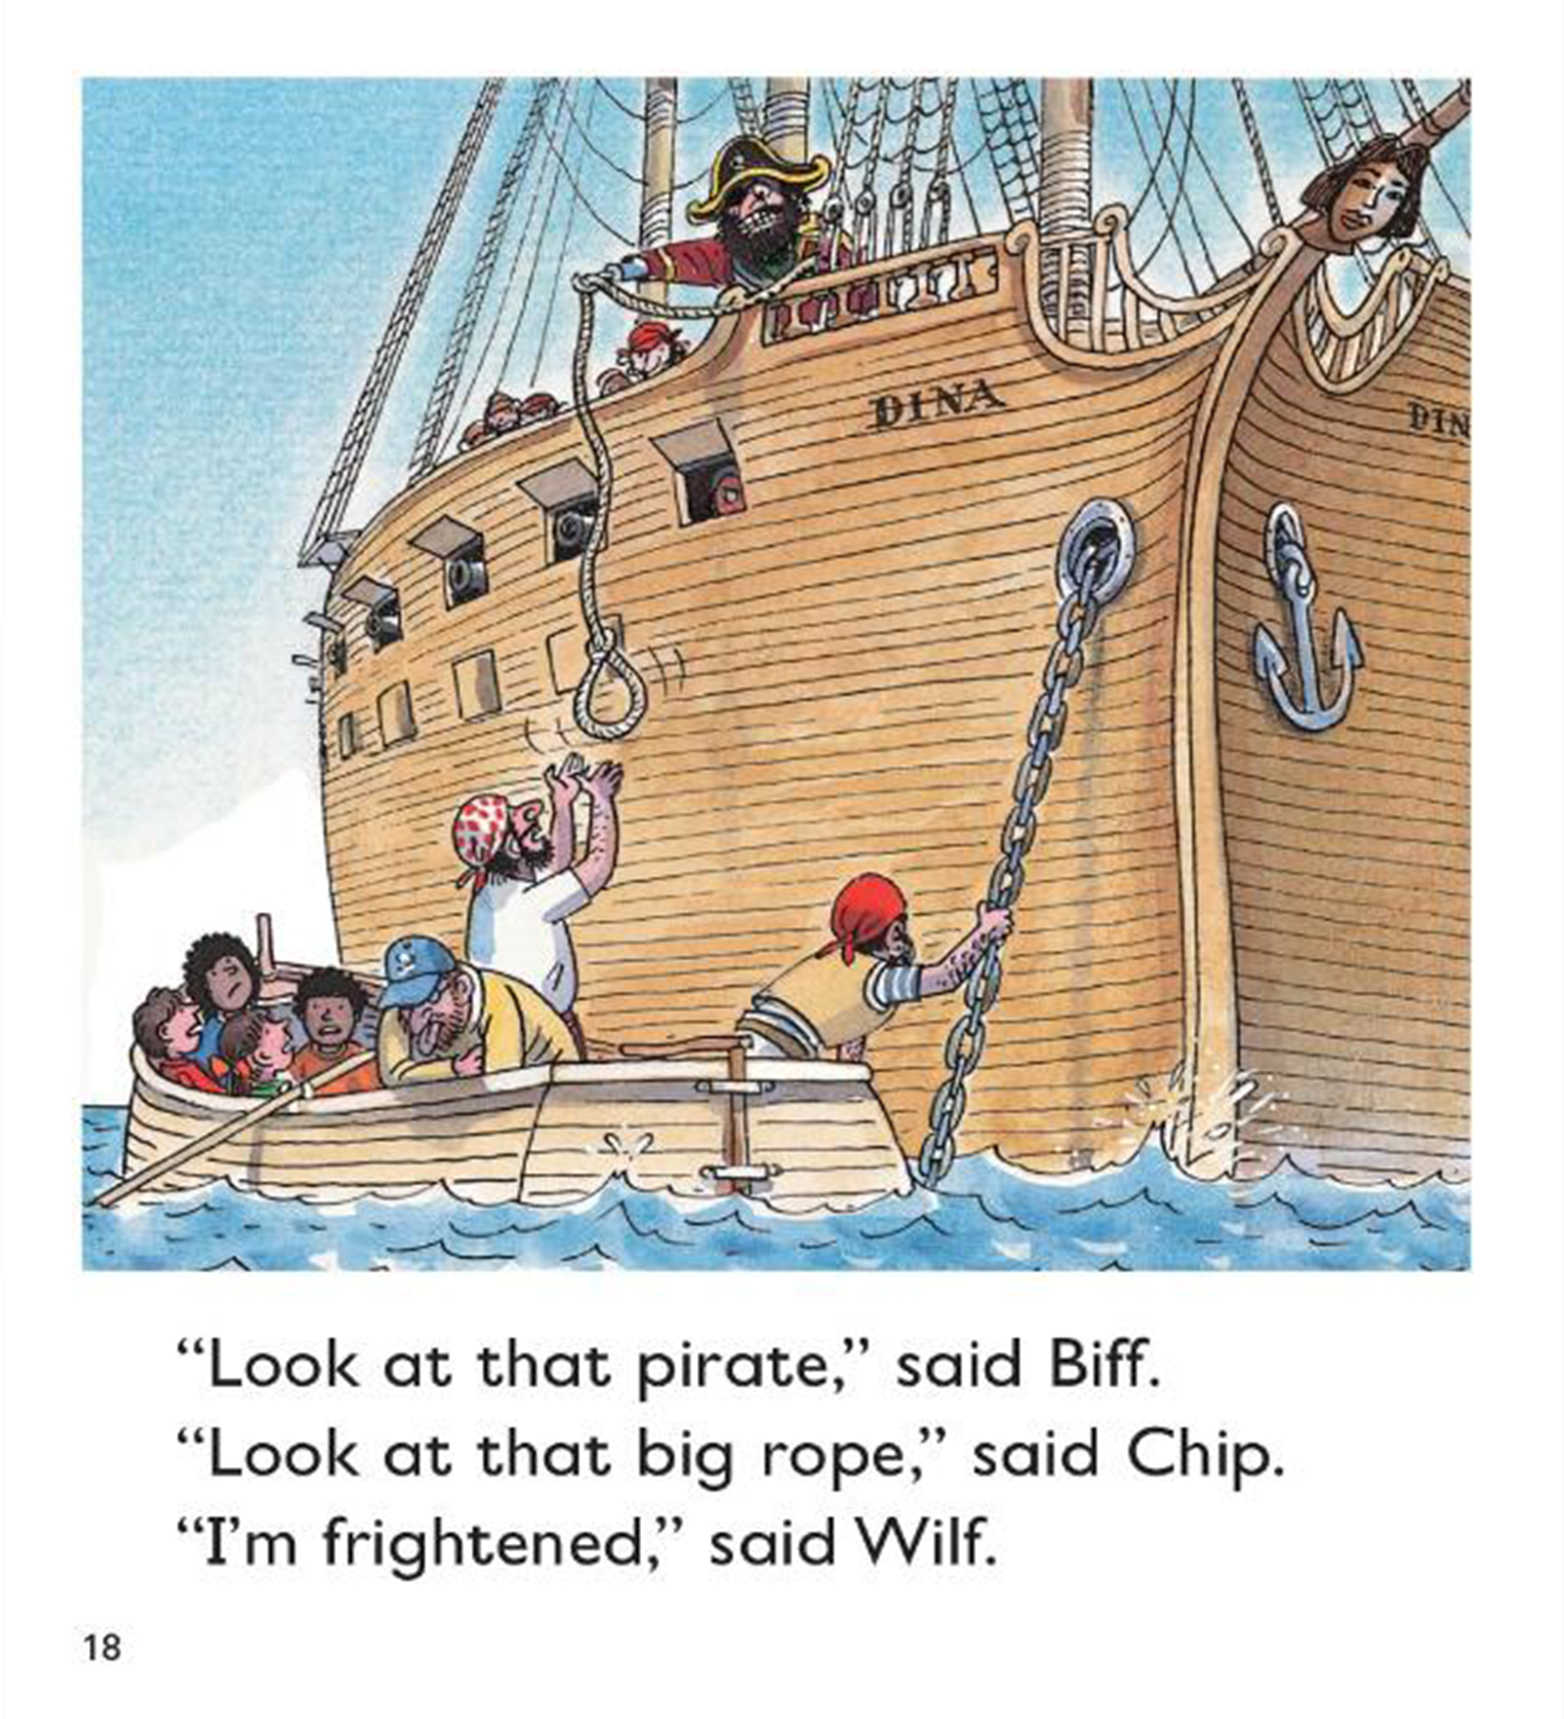 DINA
DIN
“Look at that pirate,” said Biff.
“Look at that big rope,” said Chip.
“I’m frightened,” said Wilf.
18